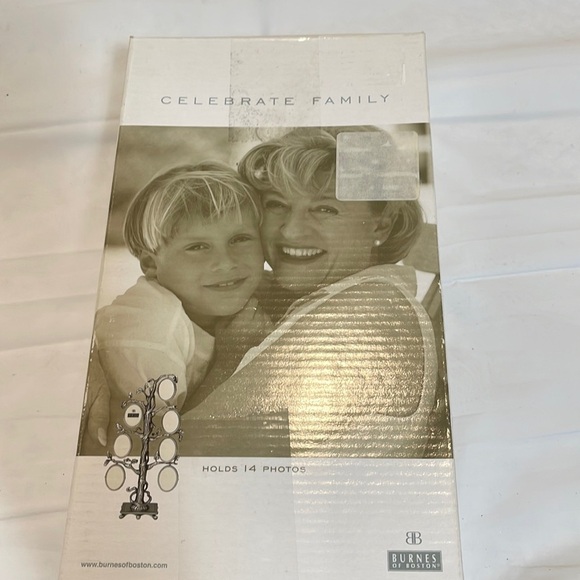 CELEBRATE FAMILY
HOLDS 14 PHOTOS
www.burnesofboston.com
BB
BURNES
OF BOSTON®